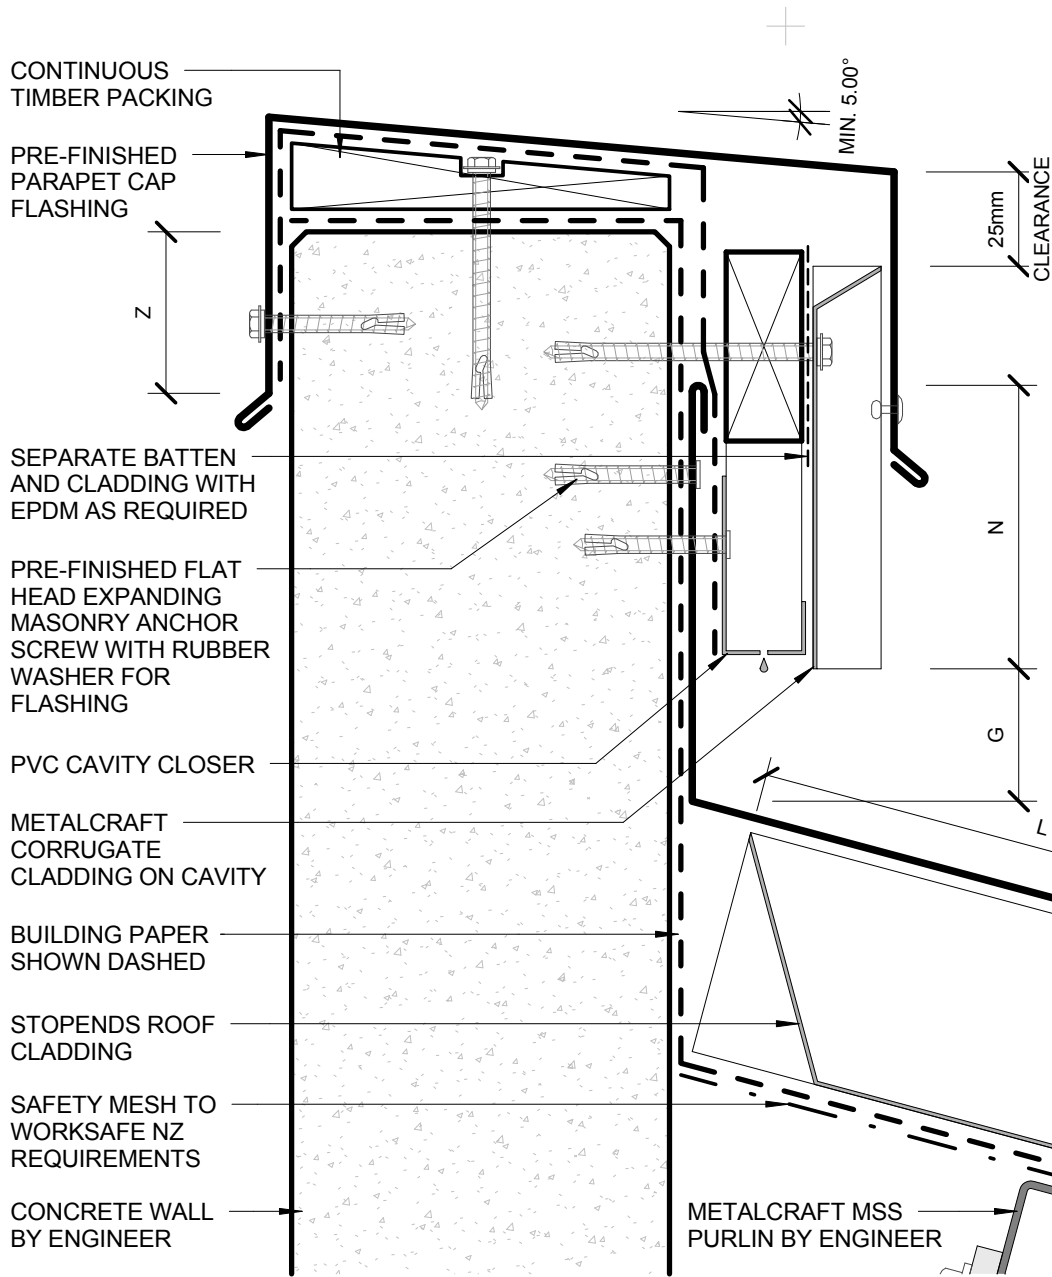 CONTINUOUS
TIMBER PACKING
PRE-FINISHED
PARAPET CAP
FLASHING
Z
SEPARATE BATTEN
AND CLADDING WITH
EPDM AS REQUIRED
PRE-FINISHED FLAT
HEAD EXPANDING
MASONRY ANCHOR
SCREW WITH RUBBER
WASHER FOR
FLASHING
PVC CAVITY CLOSER
METALCRAFT
CORRUGATE
CLADDING ON CAVITY
BUILDING PAPER
SHOWN DASHED
STOPENDS ROOF
CLADDING
SAFETY MESH TO
WORKSAFE NZ
REQUIREMENTS
CONCRETE WALL
BY ENGINEER
MIN. 5.00°
25mm
CLEARANCE
N
G
L
METALCRAFT MSS
PURLIN BY ENGINEER